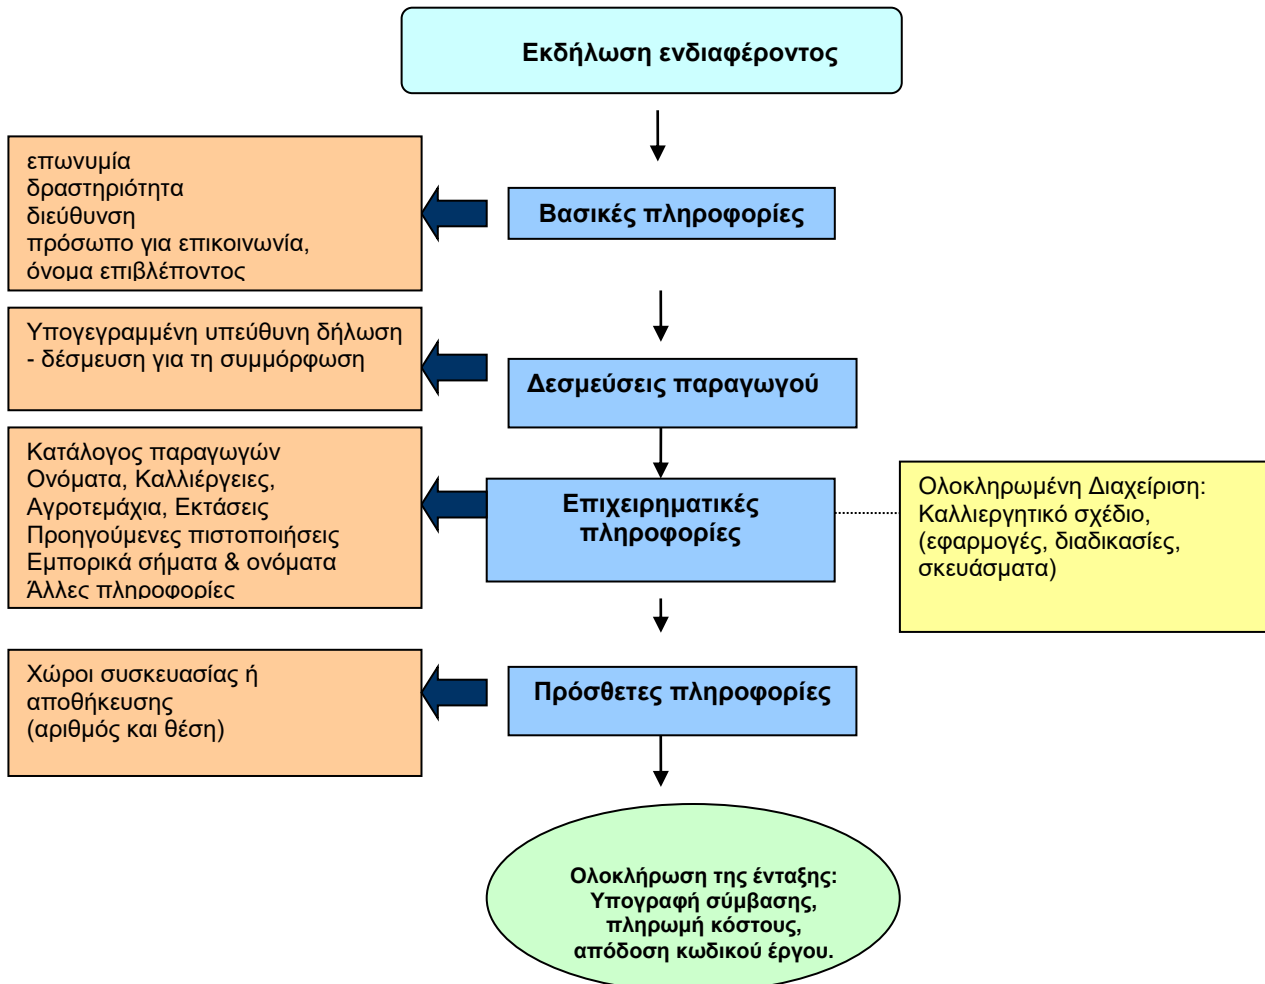 Εκδήλωση ενδιαφέροντος
επωνυμία
δραστηριότητα
διεύθυνση
πρόσωπο για επικοινωνία,
όνομα επιβλέποντος
Βασικές πληροφορίες
Υπογεγραμμένη υπεύθυνη δήλωση
- δέσμευση για τη συμμόρφωση
Δεσμεύσεις παραγωγού
Κατάλογος παραγωγών
Ονόματα, Καλλιέργειες,
Αγροτεμάχια, Εκτάσεις
Προηγούμενες πιστοποιήσεις
Εμπορικά σήματα & ονόματα
Άλλες πληροφορίες
Επιχειρηματικές
πληροφορίες
Ολοκληρωμένη Διαχείριση:
Καλλιεργητικό σχέδιο,
(εφαρμογές, διαδικασίες,
σκευάσματα)
Χώροι συσκευασίας ή
αποθήκευσης
(αριθμός και θέση)
Πρόσθετες πληροφορίες
Ολοκλήρωση της ένταξης:
Υπογραφή σύμβασης,
πληρωμή κόστους,
απόδοση κωδικού έργου.